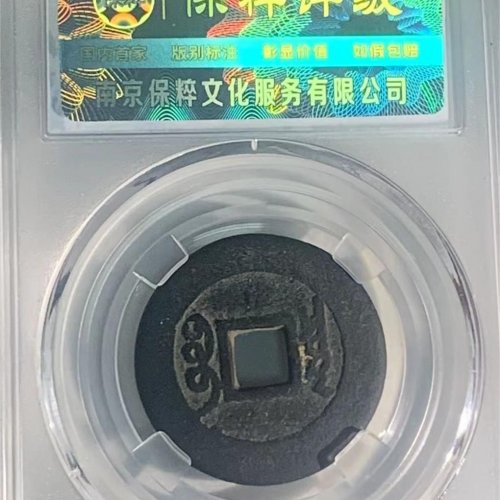 保粹评级
国内首家 版别标注 彰显价值 如假包赔
南京保粹文化服务有限公司